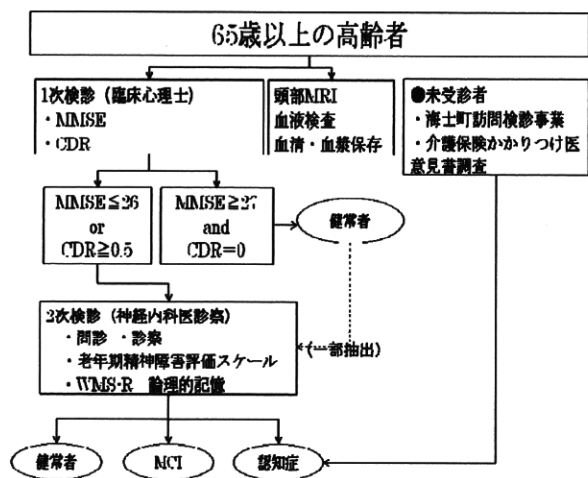 65歳以上の高齢者
1次検診（臨床心理士）
・MMSE
・CDR
頭部MRI
血液検査
血清・血漿保存
●未受診者
・海士町訪問検診事業
・介護保険かかりつけ医
意見書調査
MMSE≦26
or
CDR≧0.5
MMSE≧27
and
CDR=0
健常者
2次検診（神経内科医診察）
・問診 ・診察
・老年期精神障害評価スケール
・WMS-R 論理的記憶
（一部抽出）
健常者
MCI
認知症